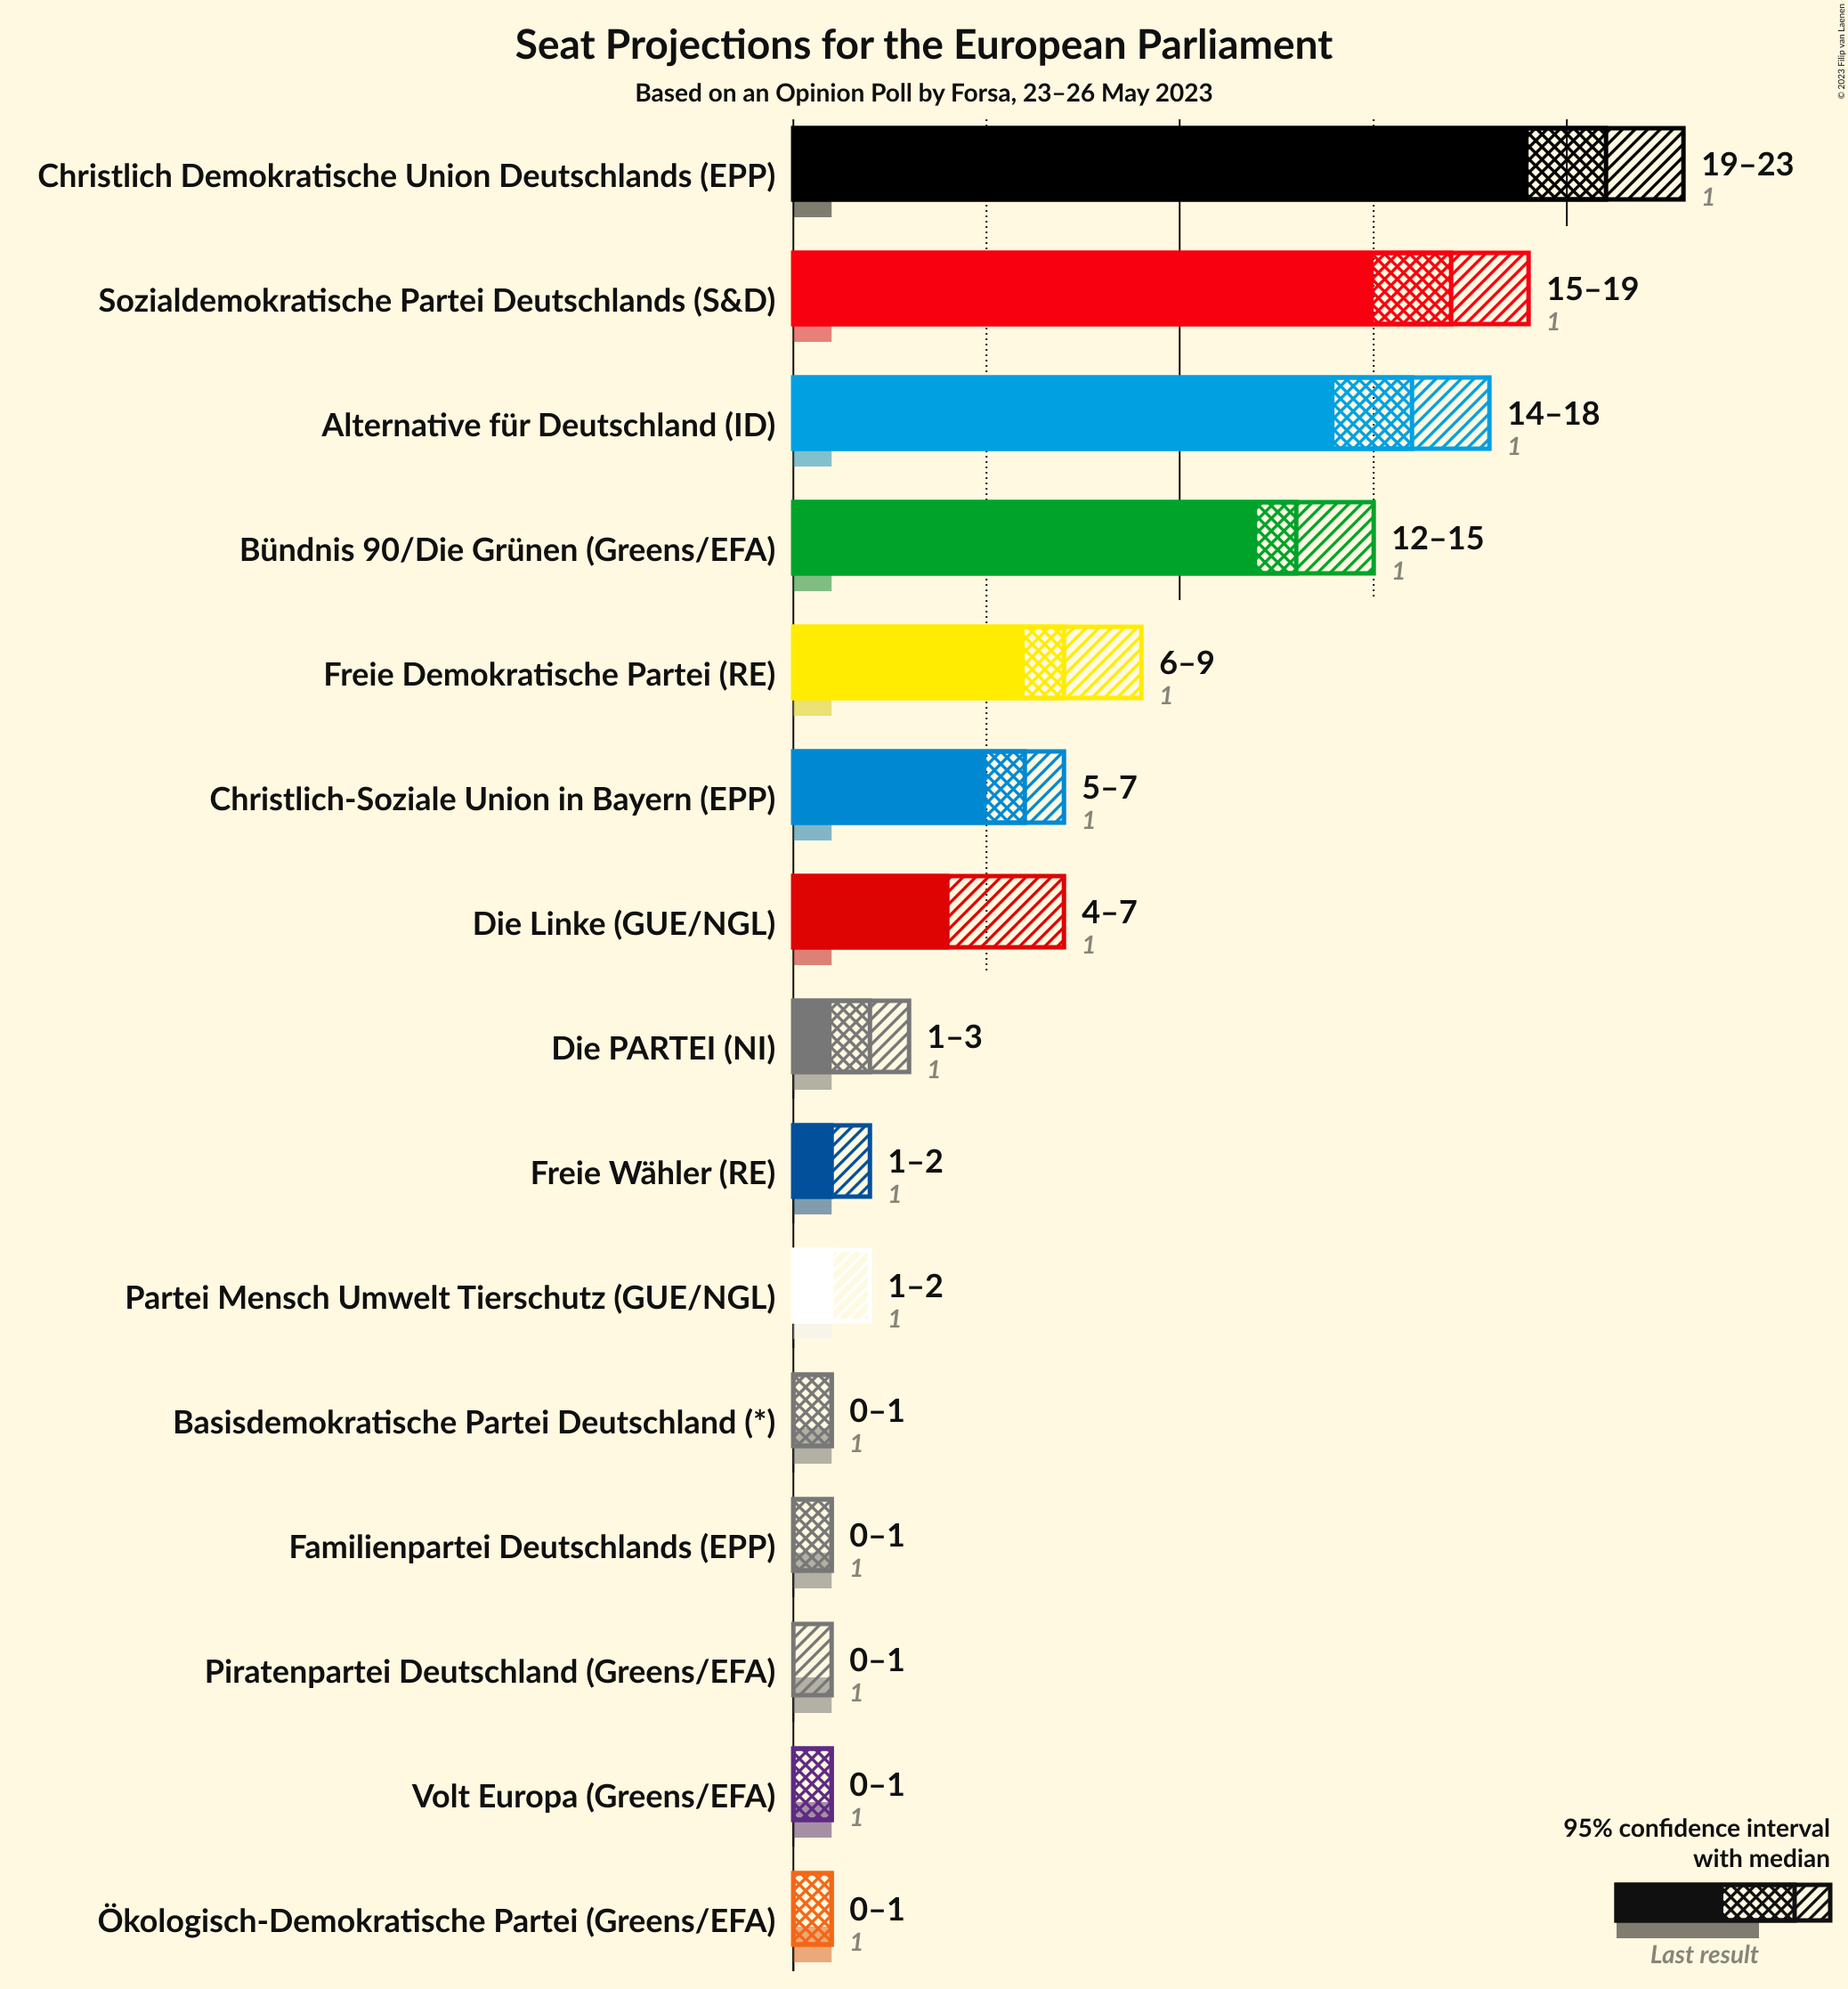 Seat Projections for the European Parliament
Based on an Opinion Poll by Forsa, 23–26 May 2023
© 2023 Filip van Laenen
Christlich Demokratische Union Deutschlands (EPP)
19–23
1
Sozialdemokratische Partei Deutschlands (S&D)
15–19
1
Alternative für Deutschland (ID)
14–18
1
Bündnis 90/Die Grünen (Greens/EFA)
12–15
1
Freie Demokratische Partei (RE)
6–9
1
Christlich-Soziale Union in Bayern (EPP)
5–7
1
Die Linke (GUE/NGL)
4–7
1
Die PARTEI (NI)
1–3
1
Freie Wähler (RE)
1–2
1
Partei Mensch Umwelt Tierschutz (GUE/NGL)
1–2
1
Basisdemokratische Partei Deutschland (*)
0–1
1
Familienpartei Deutschlands (EPP)
0–1
1
Piratenpartei Deutschland (Greens/EFA)
0–1
1
Volt Europa (Greens/EFA)
0–1
1
Ökologisch-Demokratische Partei (Greens/EFA)
0–1
1
95% confidence interval
with median
Last result